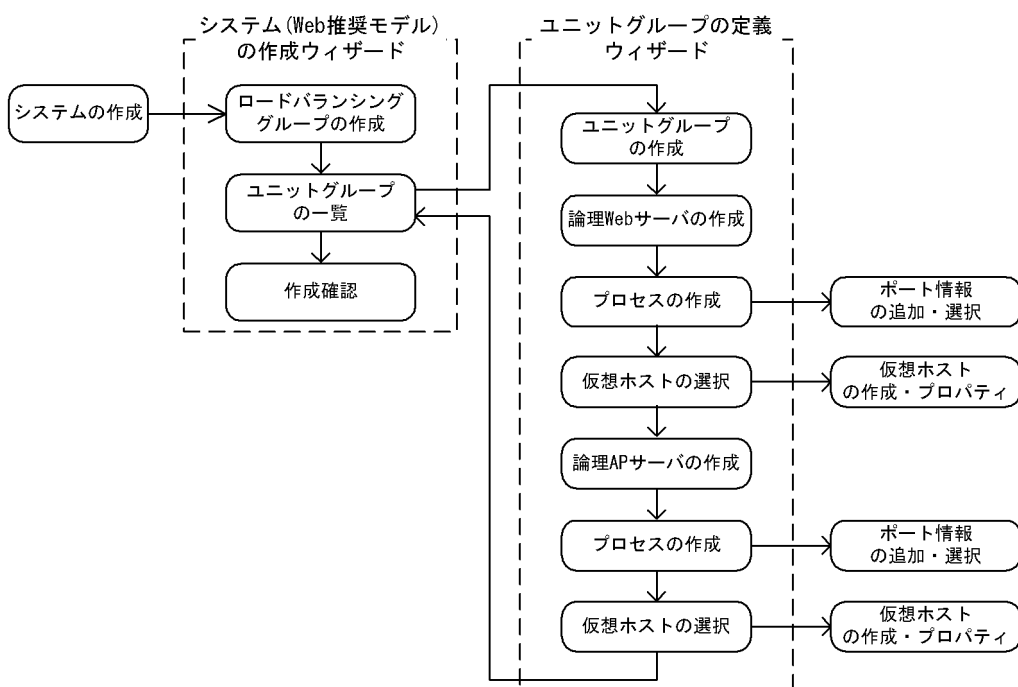 システム(Web推奨モデル)
の作成ウィザード
ユニットグループの定義
ウィザード
システムの作成
ロードバランシング
グループの作成
ユニットグループ
の一覧
作成確認
ユニットグループ
の作成
論理Webサーバの作成
プロセスの作成
ポート情報
の追加・選択
仮想ホストの選択
仮想ホスト
の作成・プロパティ
論理APサーバの作成
プロセスの作成
ポート情報
の追加・選択
仮想ホストの選択
仮想ホスト
の作成・プロパティ